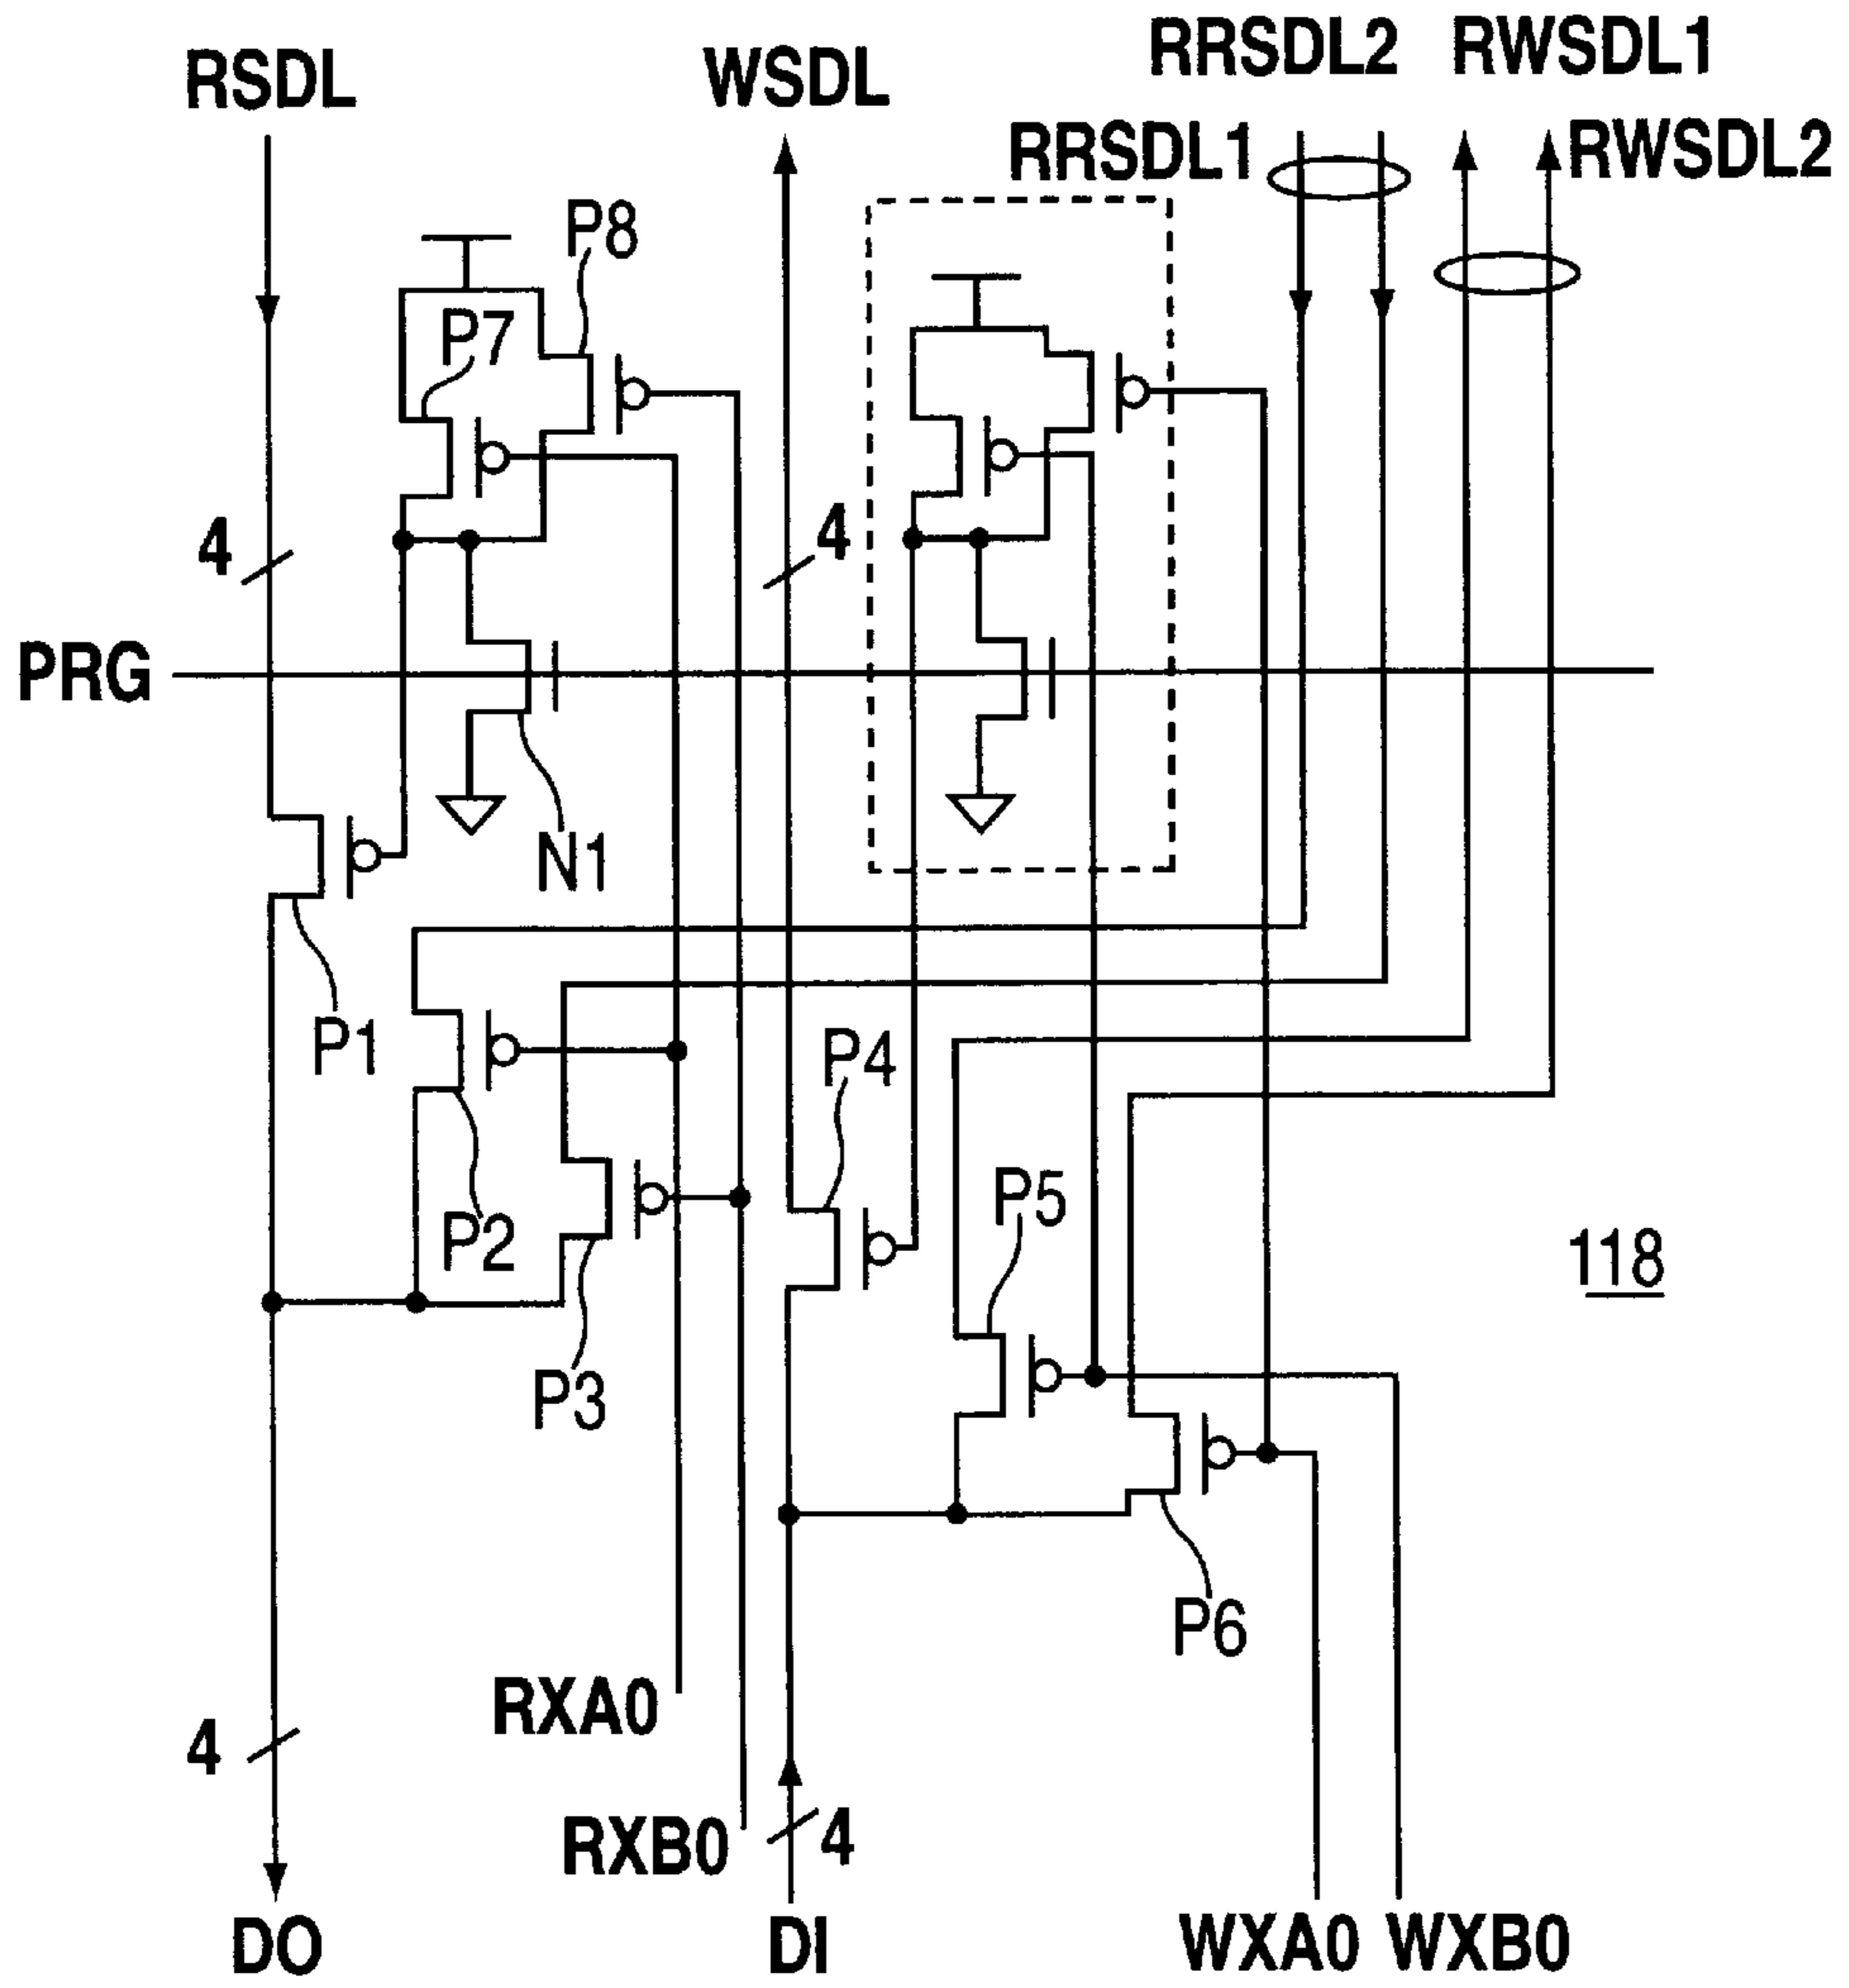 RRSDL2 RWSDL1
RSDL WSDL
RRSDL1 RWSDL2
P8
P7
4 4
PRG
N1
P1 P4
P5
P2
118
P3
P6
RXA0
4
RXB0 4
DO DI WXA0 WXB0